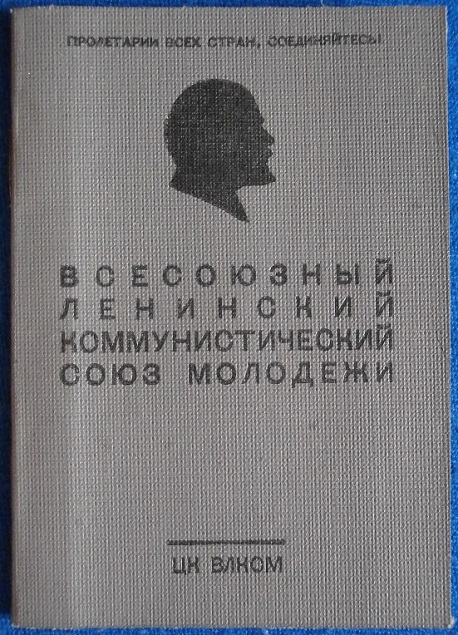 ПРОЛЕТАРИИ ВСЕХ СТРАН, СОЕДИНЯЙТЕСЬ!
ВСЕСОЮЗНЫЙ
ЛЕНИНСКИЙ
КОММУНИСТИЧЕСКИЙ
СОЮЗ МОЛОДЕЖИ
ЦК ВЛКСМ